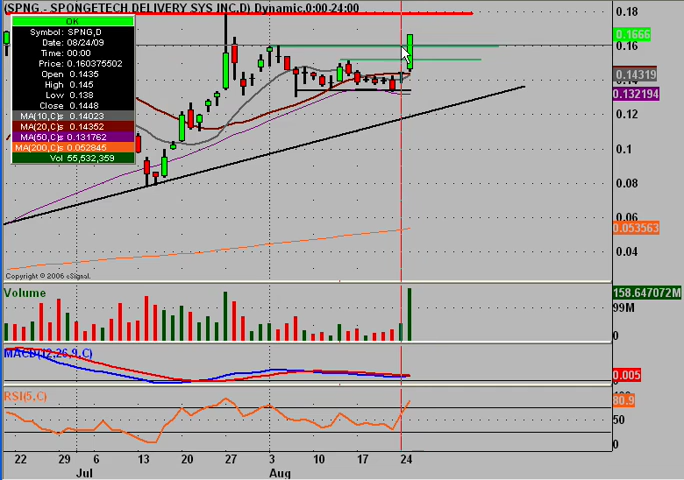 (SPNG - SPONGETECH DELIVERY SYS INC,D) Dynamic,0:00-24:00
OK
Symbol: SPNG,D
Date: 08/24/09
Time: 00:00
Price: 0.160375502
Open 0.1435
High 0.145
Low 0.138
Close 0.1448
MA(10,C)s 0.14023
MA(20,C)s 0.14352
MA(50,C)s 0.131762
MA(200,C)s 0.052845
Vol 55,532,359
0.18
0.1666
0.16
0.14319
0.132194
0.12
0.1
0.08
0.06
0.053563
0.04
Copyright © 2006 eSignal.
Volume
158.647072M
99M
0
MACD(12,26,9,C)
0.005
RSI(5,C)
80.9
50
0
22 29 6 13 20 27 3 10 17 24
Jul Aug